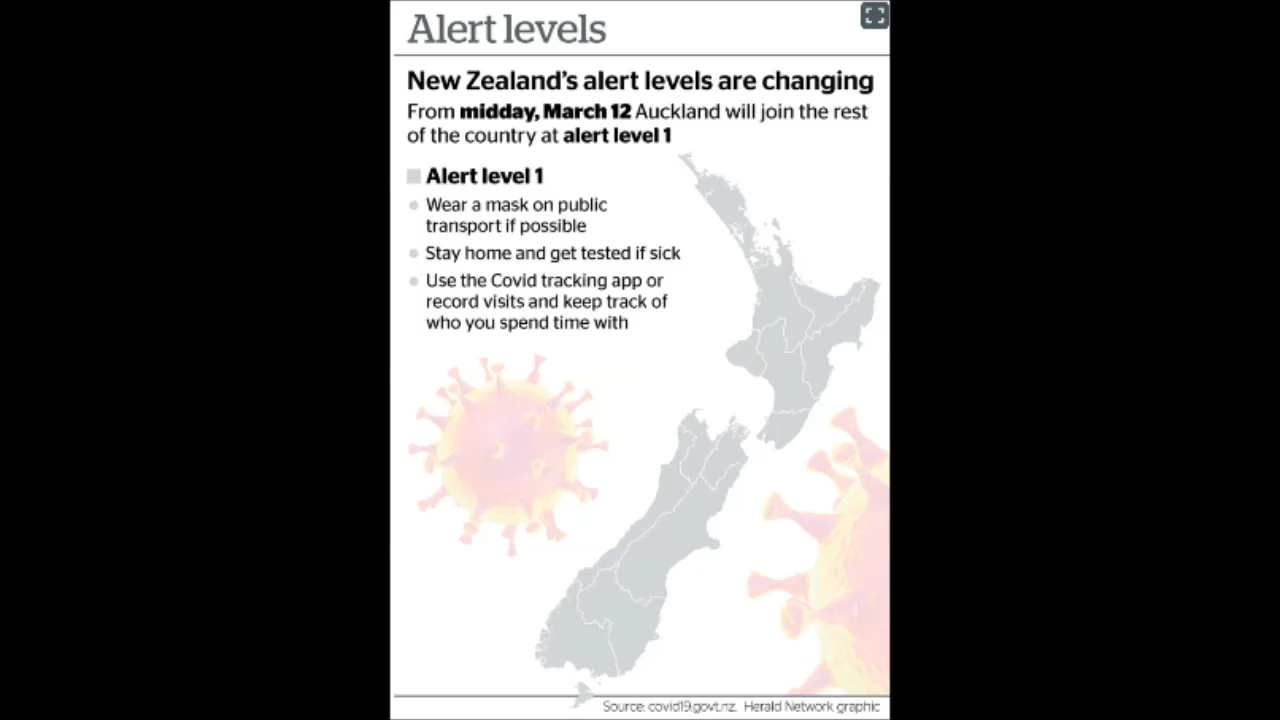 Alert levels
New Zealand's alert levels are changing
From midday, March 12 Auckland will join the rest
of the country at alert level 1
Alert level 1
Wear a mask on public
transport if possible
Stay home and get tested if sick
Use the Covid tracking app or
record visits and keep track of
who you spend time with
Source: covid19.govt.nz. Herald Network graphic